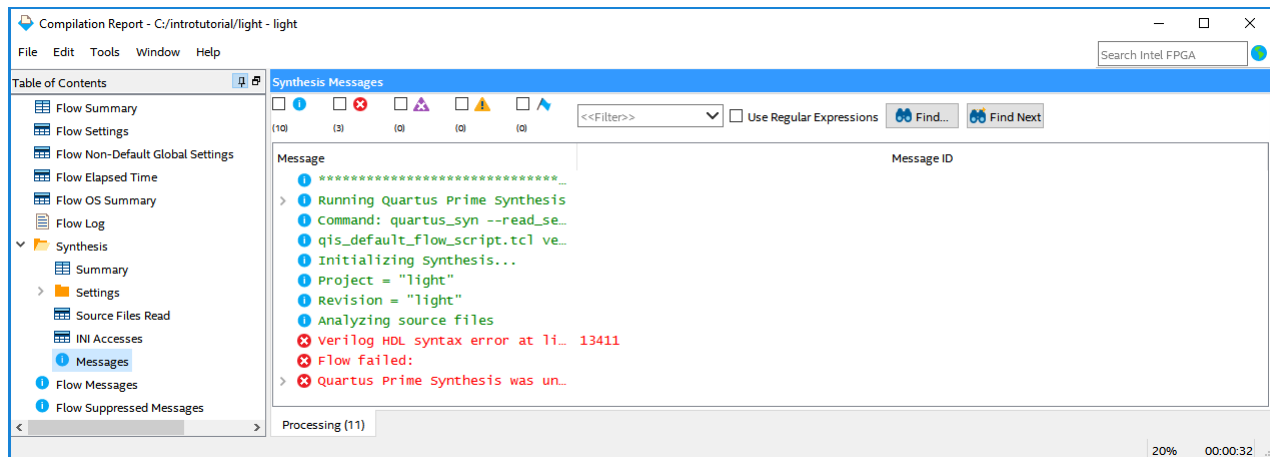 Compilation Report - C:/introtutorial/light - light
File Edit Tools Window Help
Search Intel FPGA
Table of Contents
Flow Summary
Flow Settings
Flow Non-Default Global Settings
Flow Elapsed Time
Flow OS Summary
Flow Log
Synthesis
Summary
Settings
Source Files Read
INI Accesses
Messages
Flow Messages
Flow Suppressed Messages
Synthesis Messages
(10) (3) (0) (0) (0)
<<Filter>> Use Regular Expressions Find... Find Next
Message Message ID
******************************…
Running Quartus Prime Synthesis
Command: quartus_syn --read_se…
qis_default_flow_script.tcl ve…
Initializing Synthesis...
Project = "light"
Revision = "light"
Analyzing source files
Verilog HDL syntax error at li… 13411
Flow failed:
Quartus Prime Synthesis was un…
Processing (11)
20% 00:00:32